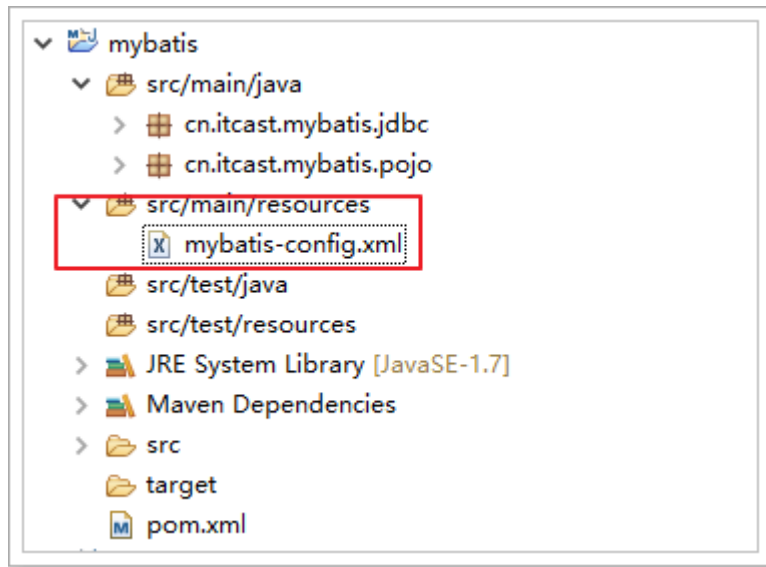 mybatis
src/main/java
cn.itcast.mybatis.jdbc
cn.itcast.mybatis.pojo
src/main/resources
mybatis-config.xml
src/test/java
src/test/resources
JRE System Library [JavaSE-1.7]
Maven Dependencies
src
target
pom.xml